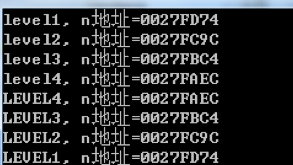 level1, n地址=0027FD74
level2, n地址=0027FC9C
level3, n地址=0027FBC4
level4, n地址=0027FAEC
LEVEL4, n地址=0027FAEC
LEVEL3, n地址=0027FBC4
LEVEL2, n地址=0027FC9C
LEVEL1, n地址=0027FD74